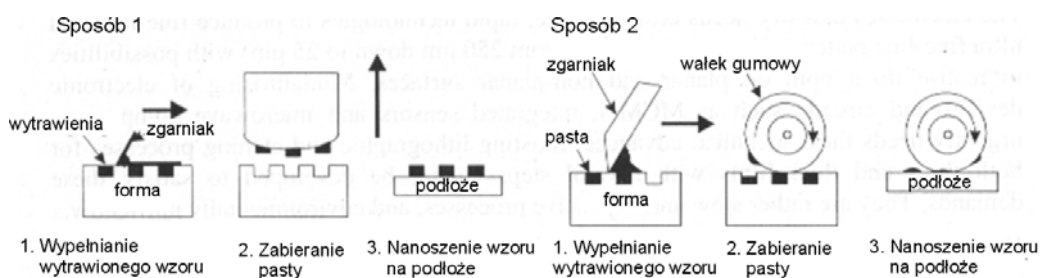 Sposób 1
Sposób 2
wytrawienia
zgarniak
forma
podłoże
1. Wypełnianie
wytrawionego wzoru
2. Zabieranie
pasty
3. Nanoszenie wzoru
na podłoże
zgarniak
wałek gumowy
pasta
forma
podłoże
1. Wypełnianie
wytrawionego wzoru
2. Zabieranie
pasty
3. Nanoszenie wzoru
na podłoże